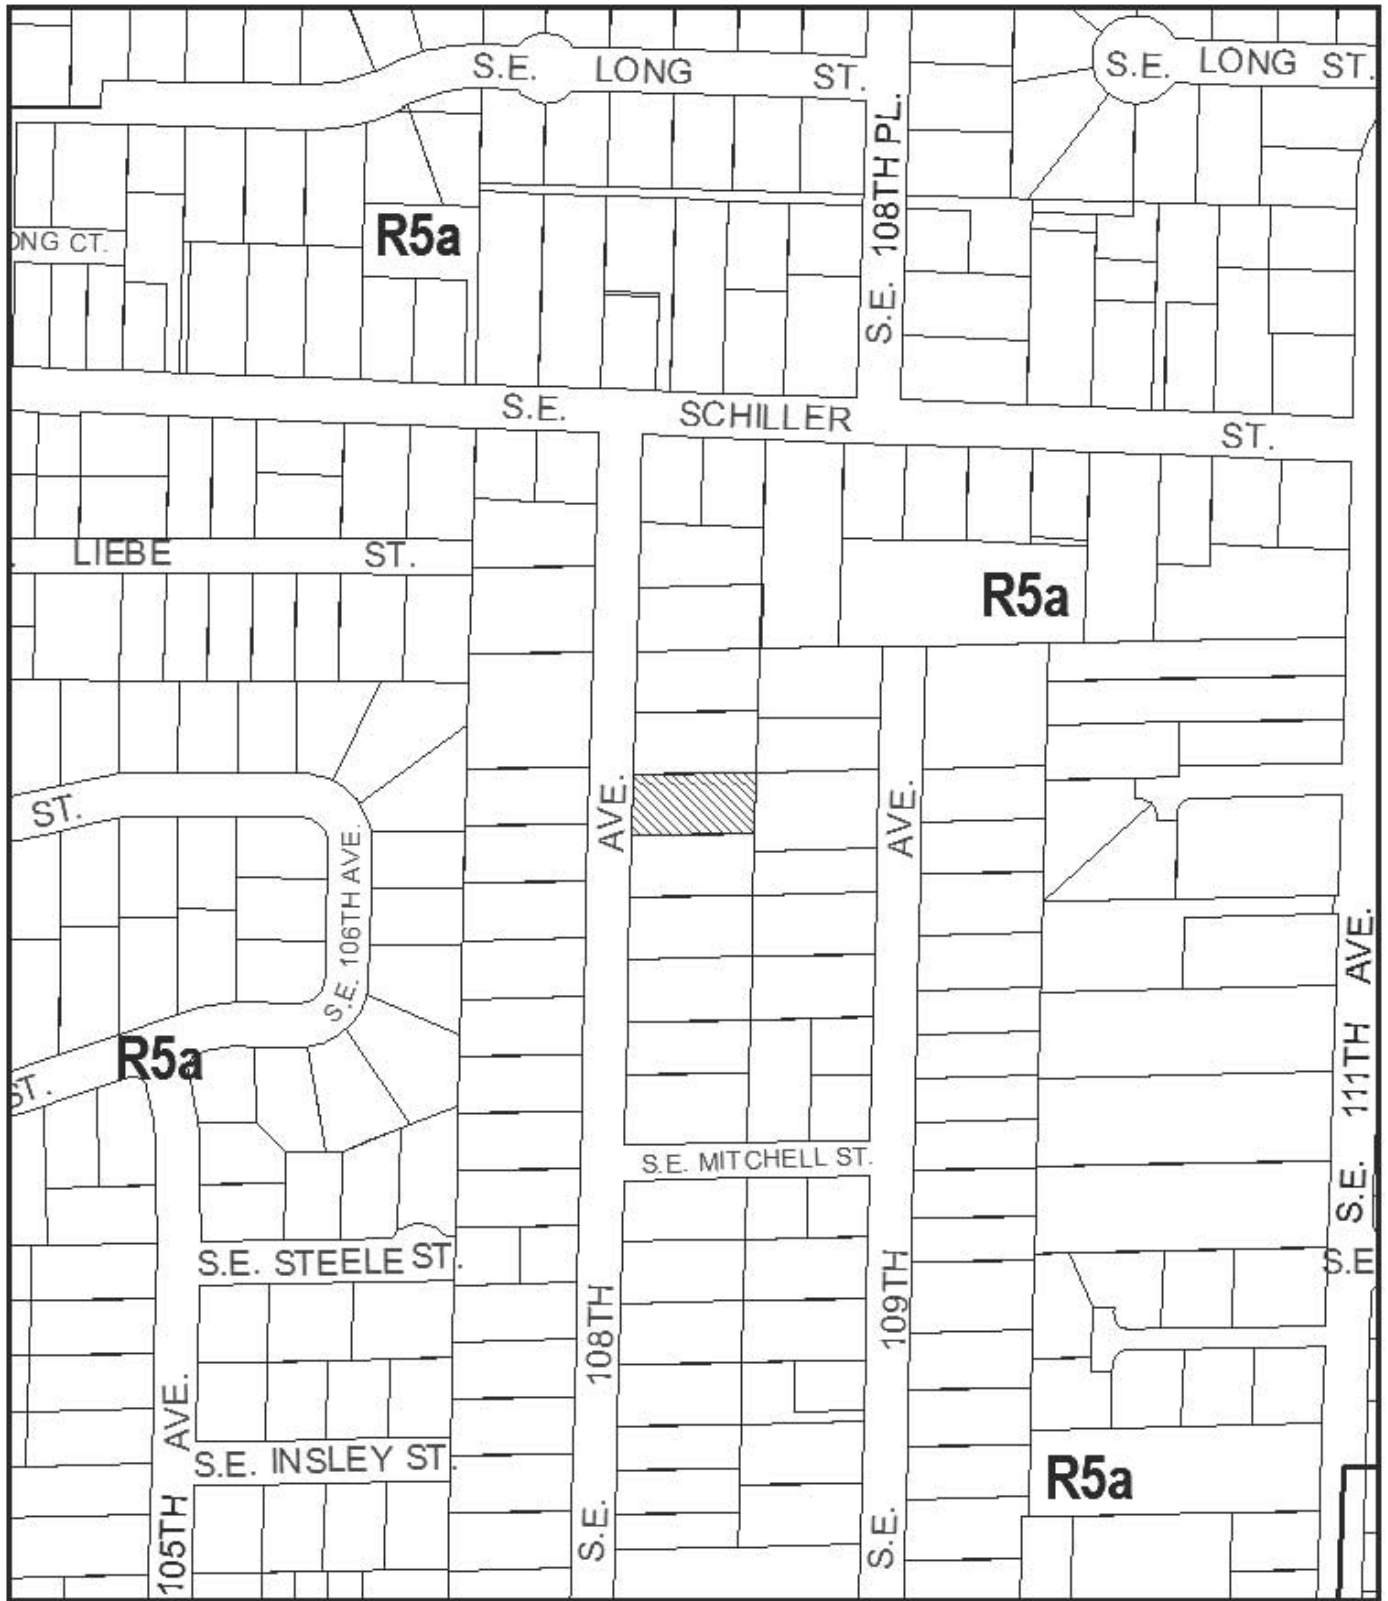 S.E. LONG ST.
S.E. LONG ST.
S.E. 108TH PL.
R5a
ONG CT.
S.E. SCHILLER ST.
LIEBE ST.
R5a
ST.
S.E. 106TH AVE.
S.E. 108TH AVE.
S.E. 109TH AVE.
S.E. 111TH AVE.
R5a
ST.
S.E. MITCHELL ST.
S.E. STEELE ST.
S.E
105TH AVE.
S.E. INSLEY ST.
R5a